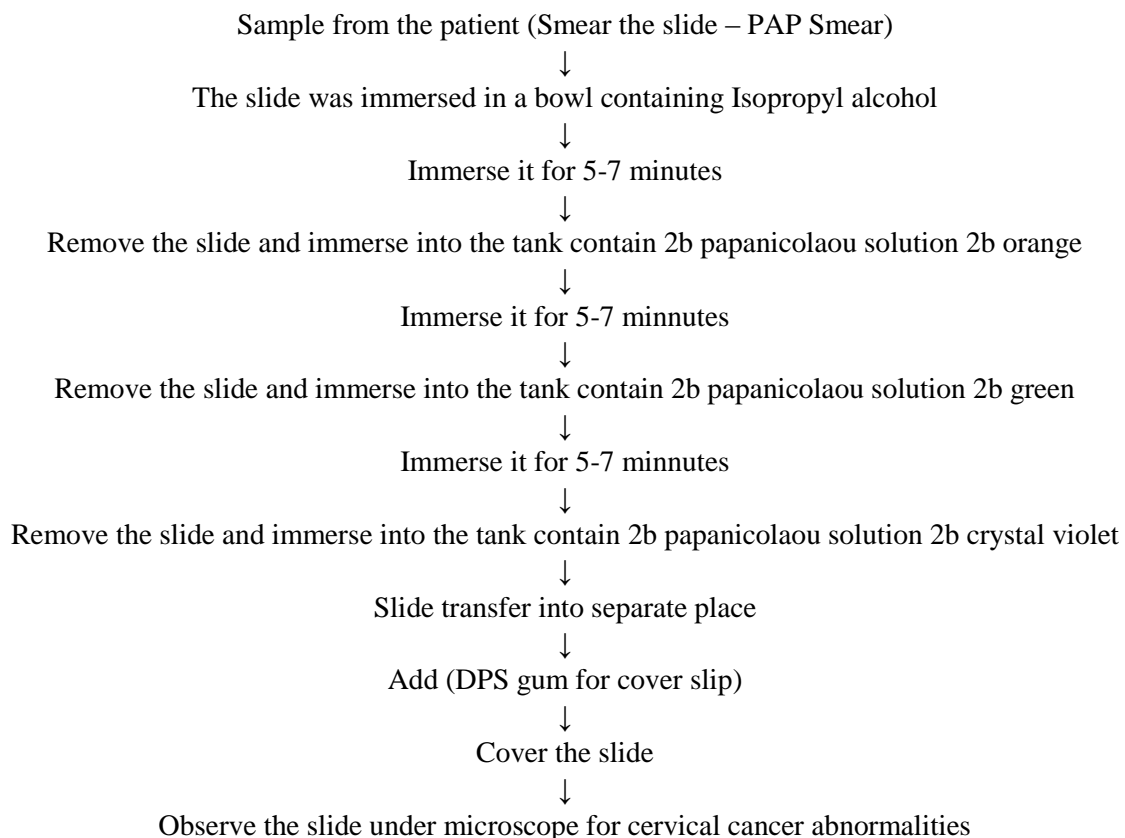 Sample from the patient (Smear the slide – PAP Smear)
↓
The slide was immersed in a bowl containing Isopropyl alcohol
↓
Immerse it for 5-7 minutes
↓
Remove the slide and immerse into the tank contain 2b papanicolaou solution 2b orange
↓
Immerse it for 5-7 minnutes
↓
Remove the slide and immerse into the tank contain 2b papanicolaou solution 2b green
↓
Immerse it for 5-7 minnutes
↓
Remove the slide and immerse into the tank contain 2b papanicolaou solution 2b crystal violet
↓
Slide transfer into separate place
↓
Add (DPS gum for cover slip)
↓
Cover the slide
↓
Observe the slide under microscope for cervical cancer abnormalities